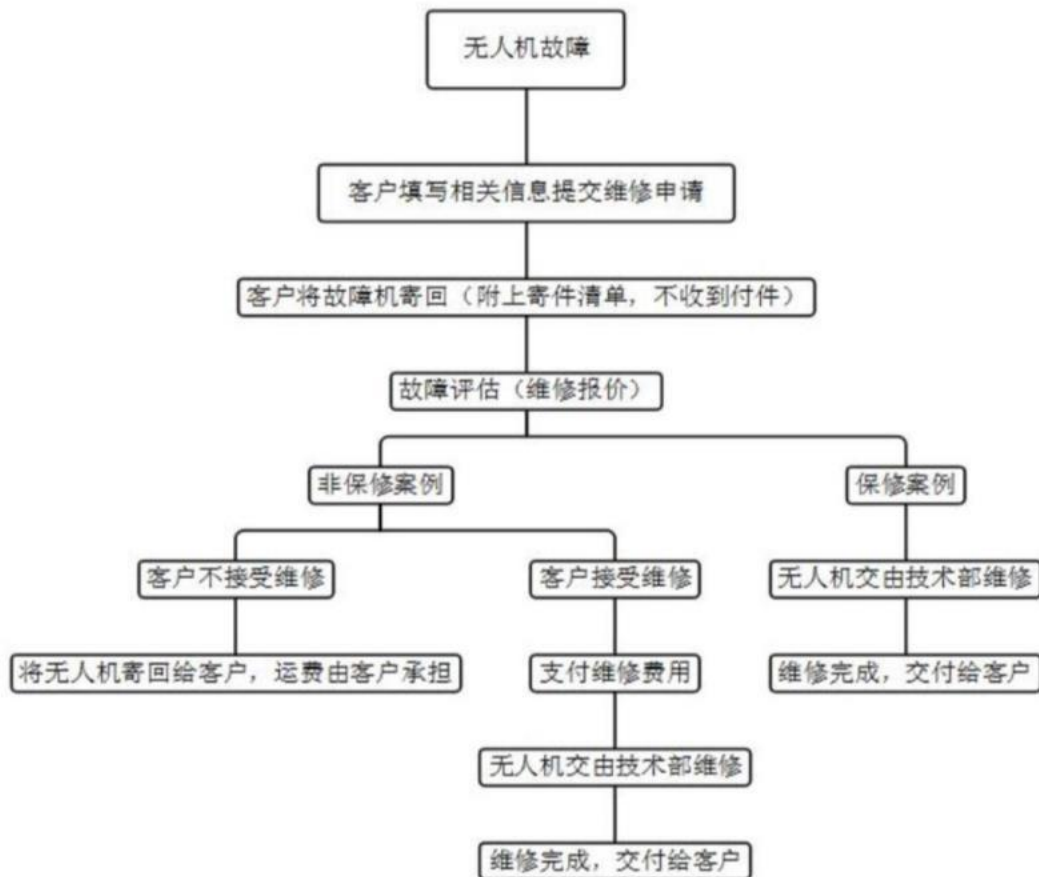 无人机故障
客户填写相关信息提交维修申请
客户将故障机寄回（附上寄件清单，不收到付件）
故障评估（维修报价）
非保修案例
保修案例
客户不接受维修
客户接受维修
无人机交由技术部维修
将无人机寄回给客户，运费由客户承担
支付维修费用
维修完成，交付给客户
无人机交由技术部维修
维修完成，交付给客户